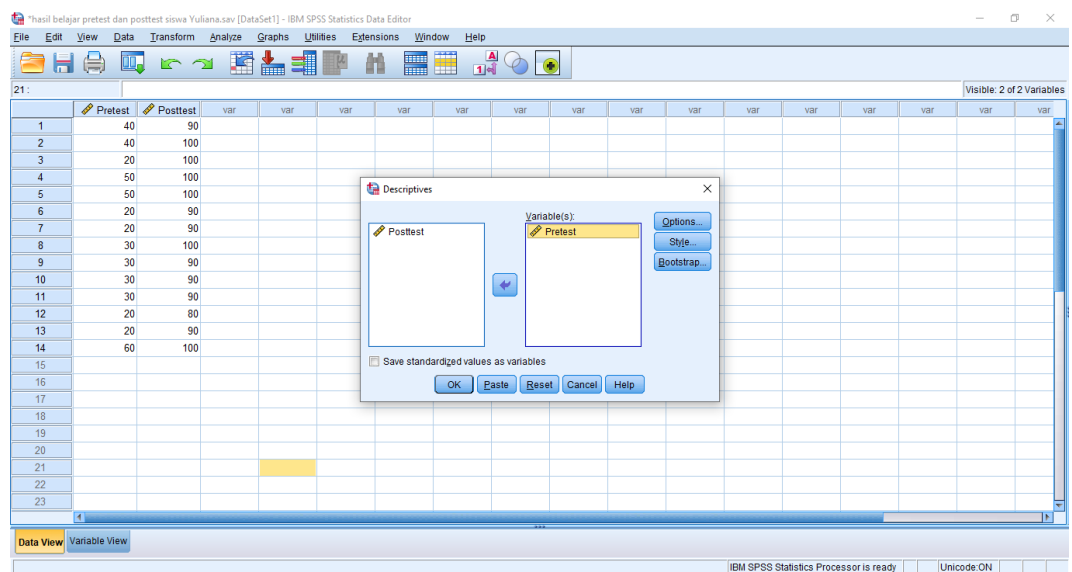 *hasil belajar pretest dan posttest siswa Yuliana.sav [DataSet1] - IBM SPSS Statistics Data Editor
File Edit View Data Transform Analyze Graphs Utilities Extensions Window Help
21 :
Visible: 2 of 2 Variables
Pretest Posttest var var var var var var var var var var var var var var
1 40 90
2 40 100
3 20 100
4 50 100
5 50 100
6 20 90
7 20 90
8 30 100
9 30 90
10 30 90
11 30 90
12 20 80
13 20 90
14 60 100
15
16
17
18
19
20
21
22
23
Descriptives
Variable(s):
Posttest
Pretest
Options...
Style...
Bootstrap...
Save standardized values as variables
OK Paste Reset Cancel Help
Data View Variable View
IBM SPSS Statistics Processor is ready Unicode:ON